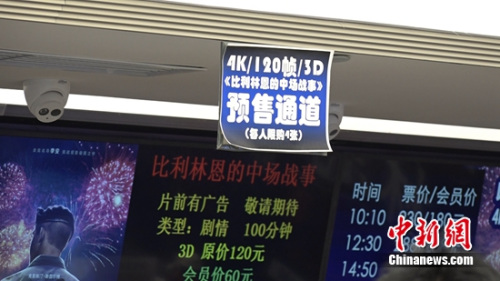 4K/120帧/3D
《比利林恩的中场战事》
预售通道
(每人限购4张)
比利林恩的中场战事
片前有广告 敬请期待
类型: 剧情 100分钟
3D 原价120元
会员价60元
时间 票价/会员价
10:10
12:30
14:50
中新网
Chinanews.com